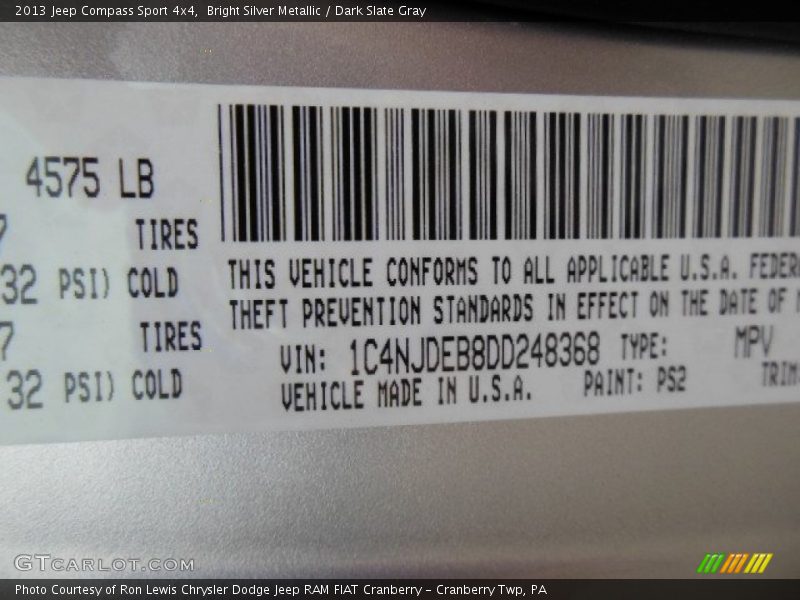 2013 Jeep Compass Sport 4x4, Bright Silver Metallic / Dark Slate Gray
4575 LB
7 TIRES
32 PSI) COLD
7 TIRES
32 PSI) COLD
THIS VEHICLE CONFORMS TO ALL APPLICABLE U.S.A. FEDER
THEFT PREVENTION STANDARDS IN EFFECT ON THE DATE OF
VIN: 1C4NJDEB8DD248368 TYPE: MPV
VEHICLE MADE IN U.S.A. PAINT: PS2 TRIM
GTCARLOT.COM
Photo Courtesy of Ron Lewis Chrysler Dodge Jeep RAM FIAT Cranberry – Cranberry Twp, PA